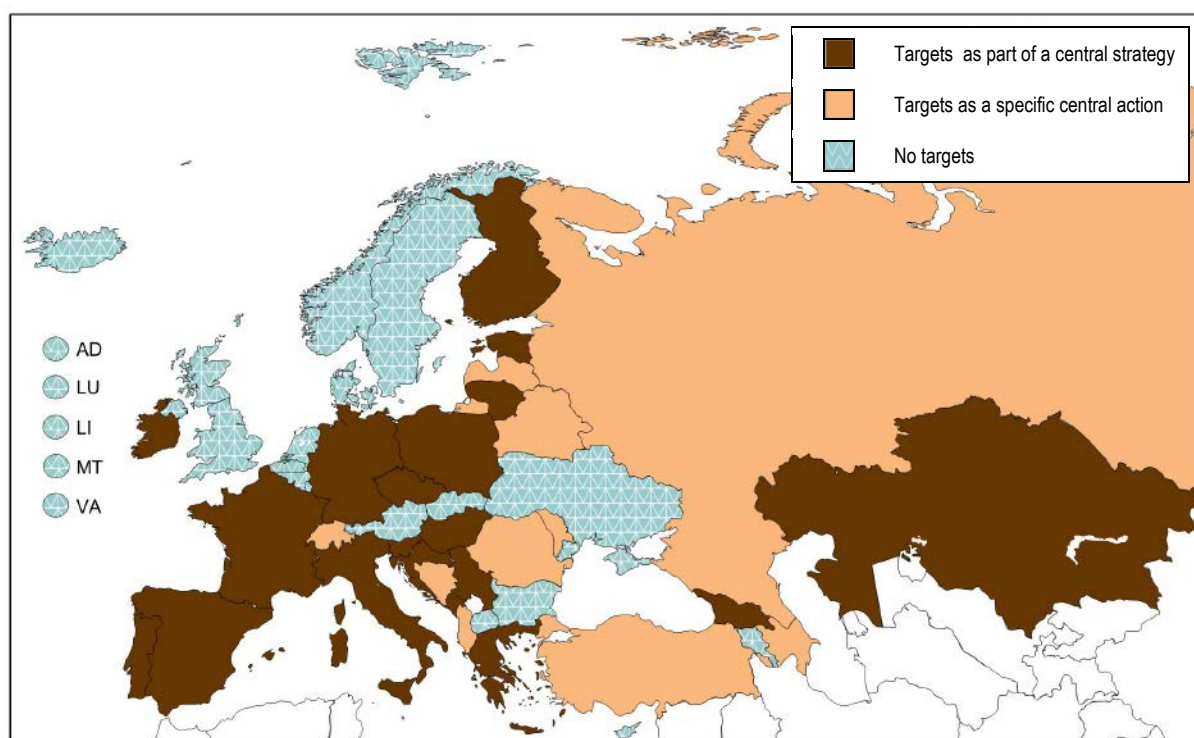 Targets as part of a central strategy
Targets as a specific central action
No targets
AD
LU
LI
MT
VA